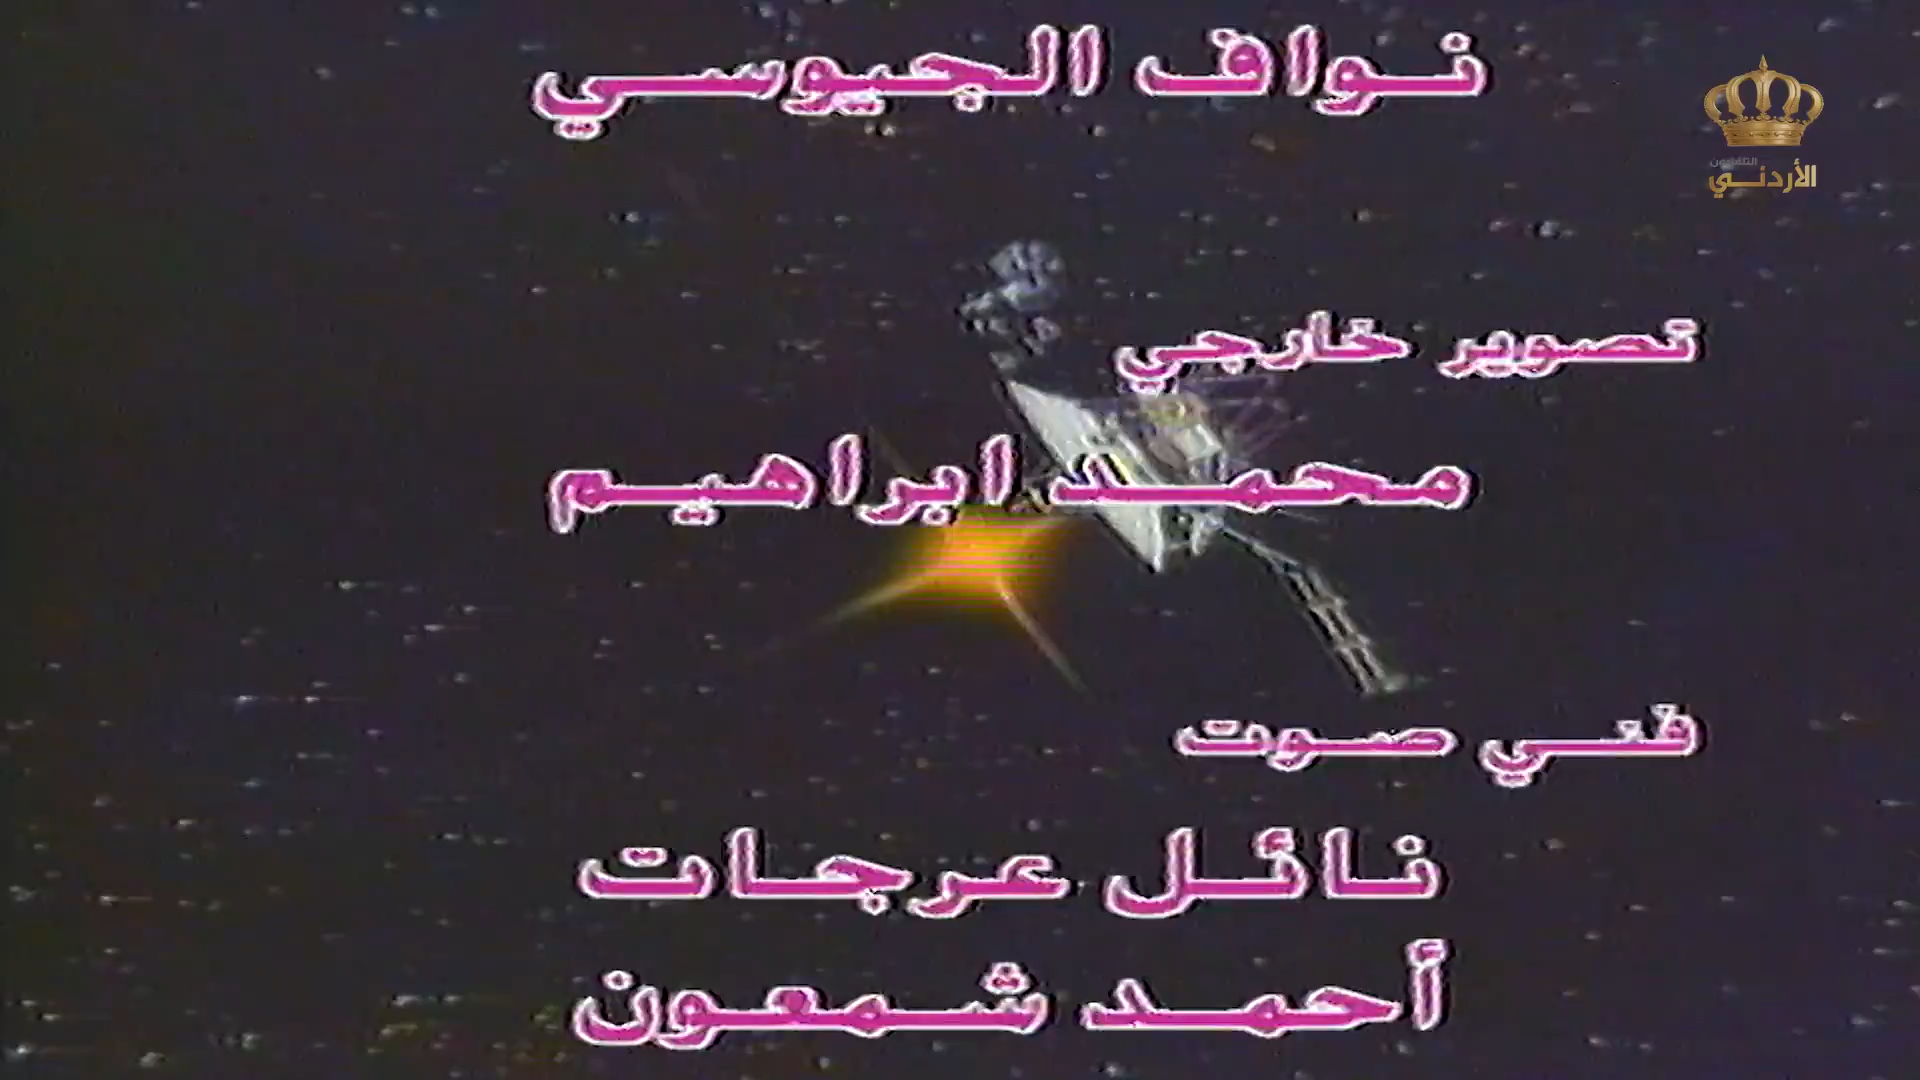 نواف الجيوسي
التلفزيون
الأردني
تصوير خارجي
محمد ابراهيم
فني صوت
نائل عرجات
أحمد شمعون